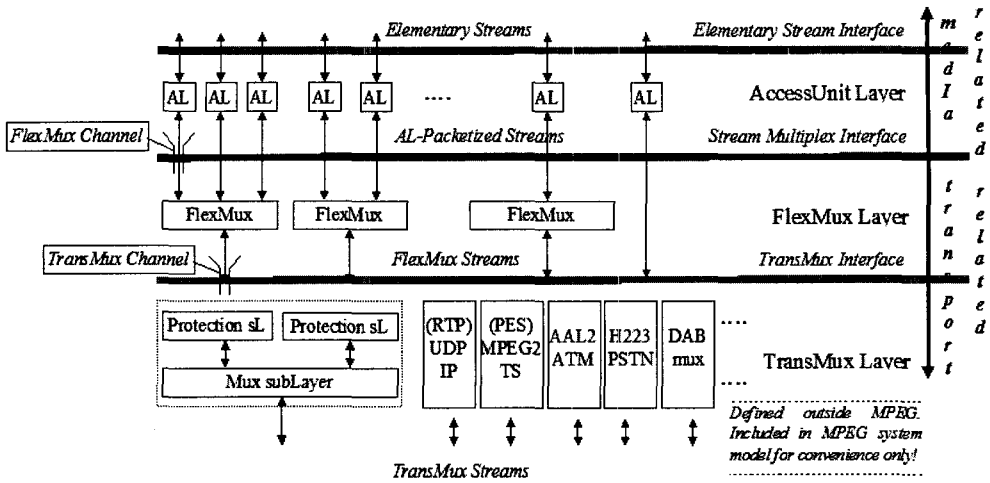 Elementary Streams
Elementary Stream Interface
AL AL AL AL AL .... AL AL
AccessUnit Layer
FlexMux Channel
AL-Packetized Streams
Stream Multiplex Interface
FlexMux FlexMux FlexMux
FlexMux Layer
TransMux Channel
FlexMux Streams
TransMux Interface
Protection sL Protection sL
Mux subLayer
(RTP)
UDP
IP
(PES)
MPEG2
TS
AAL2
ATM
H223
PSTN
DAB
mux
....
....
TransMux Layer
Defined outside MPEG.
Included in MPEG system
model for convenience only!
TransMux Streams
related
related